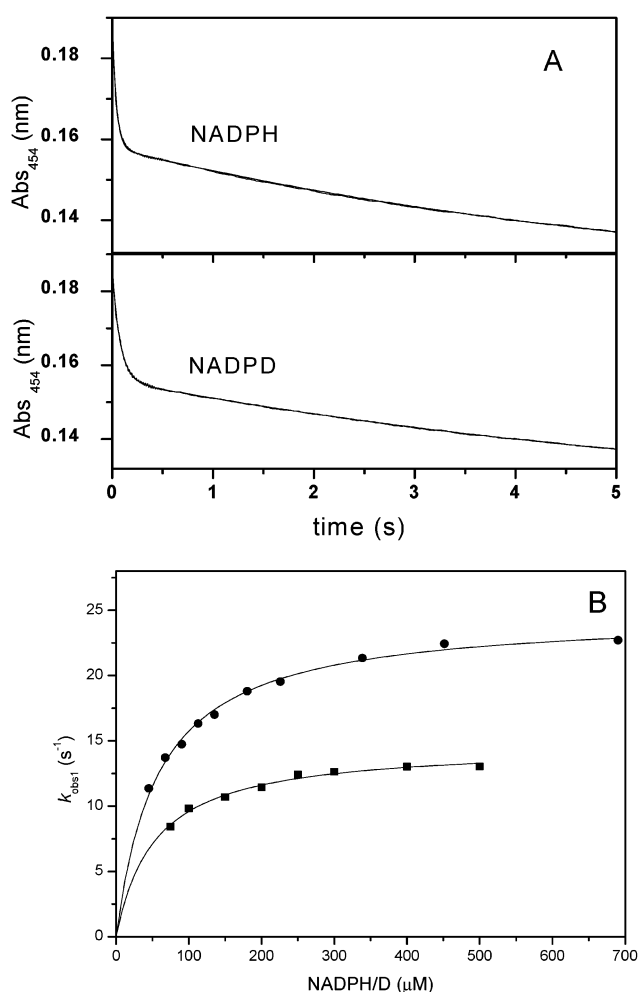 A
0.18
0.16
0.14
Abs454 (nm)
NADPH
0.18
0.16
0.14
Abs 454 (nm)
NADPD
0 1 2 3 4 5
time (s)
B
25
20
15
10
5
0
kobs1 (s-1)
0 100 200 300 400 500 600 700
NADPH/D (μM)